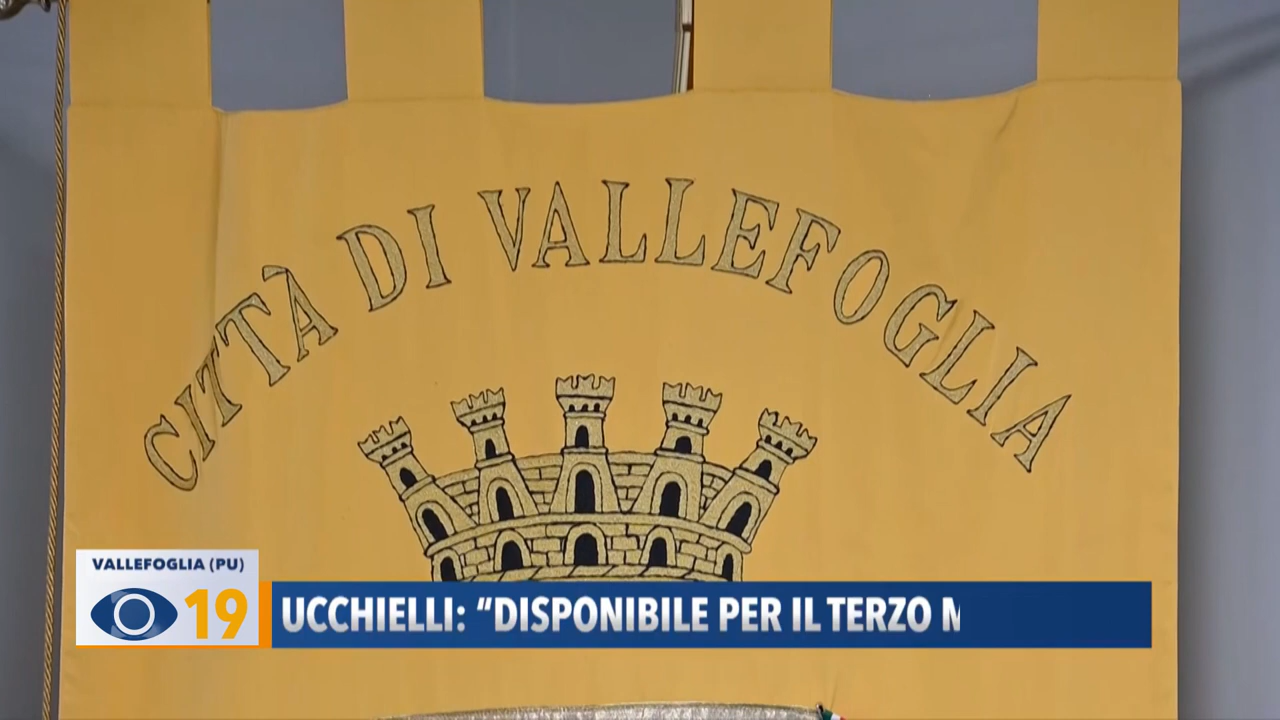 CITTÀ DI VALLEFOGLIA
VALLEFOGLIA (PU)
19
UCCHIELLI: “DISPONIBILE PER IL TERZO